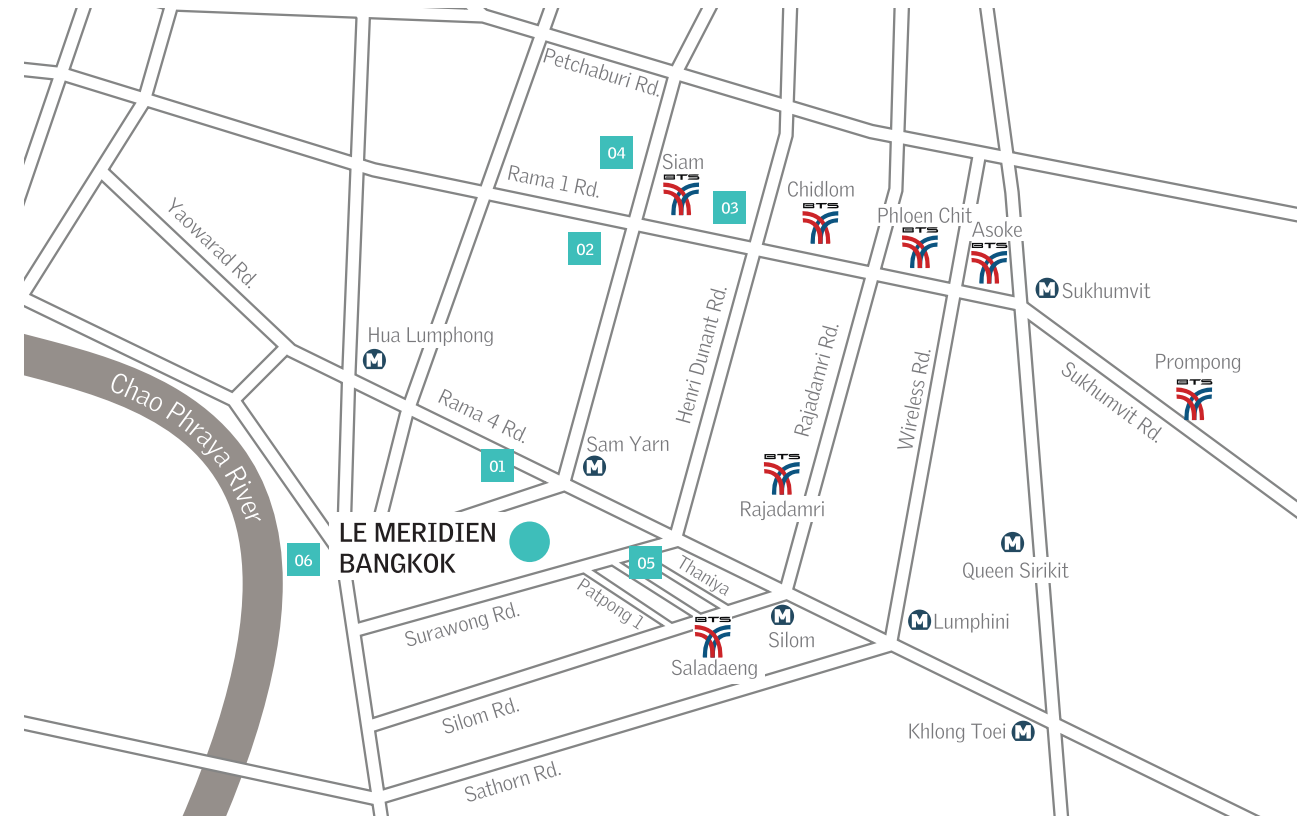 Petchaburi Rd.
04
Siam
BTS
Rama 1 Rd.
03
Chidlom
BTS
Phloen Chit
BTS
Asoke
BTS
Yaowarad Rd.
02
Sukhumvit
Hua Lumphong
M
M
Henri Dunant Rd.
Rajadamri Rd.
Wireless Rd.
Sukhumvit Rd.
Prompong
BTS
Chao Phraya River
Rama 4 Rd.
01
Sam Yarn
M
BTS
Rajadamri
LE MERIDIEN
BANGKOK
06
05
Thaniya
Patpong 1
M
Queen Sirikit
Surawong Rd.
BTS
Saladaeng
M
Silom
M
Lumphini
Silom Rd.
Khlong Toei
M
Sathorn Rd.